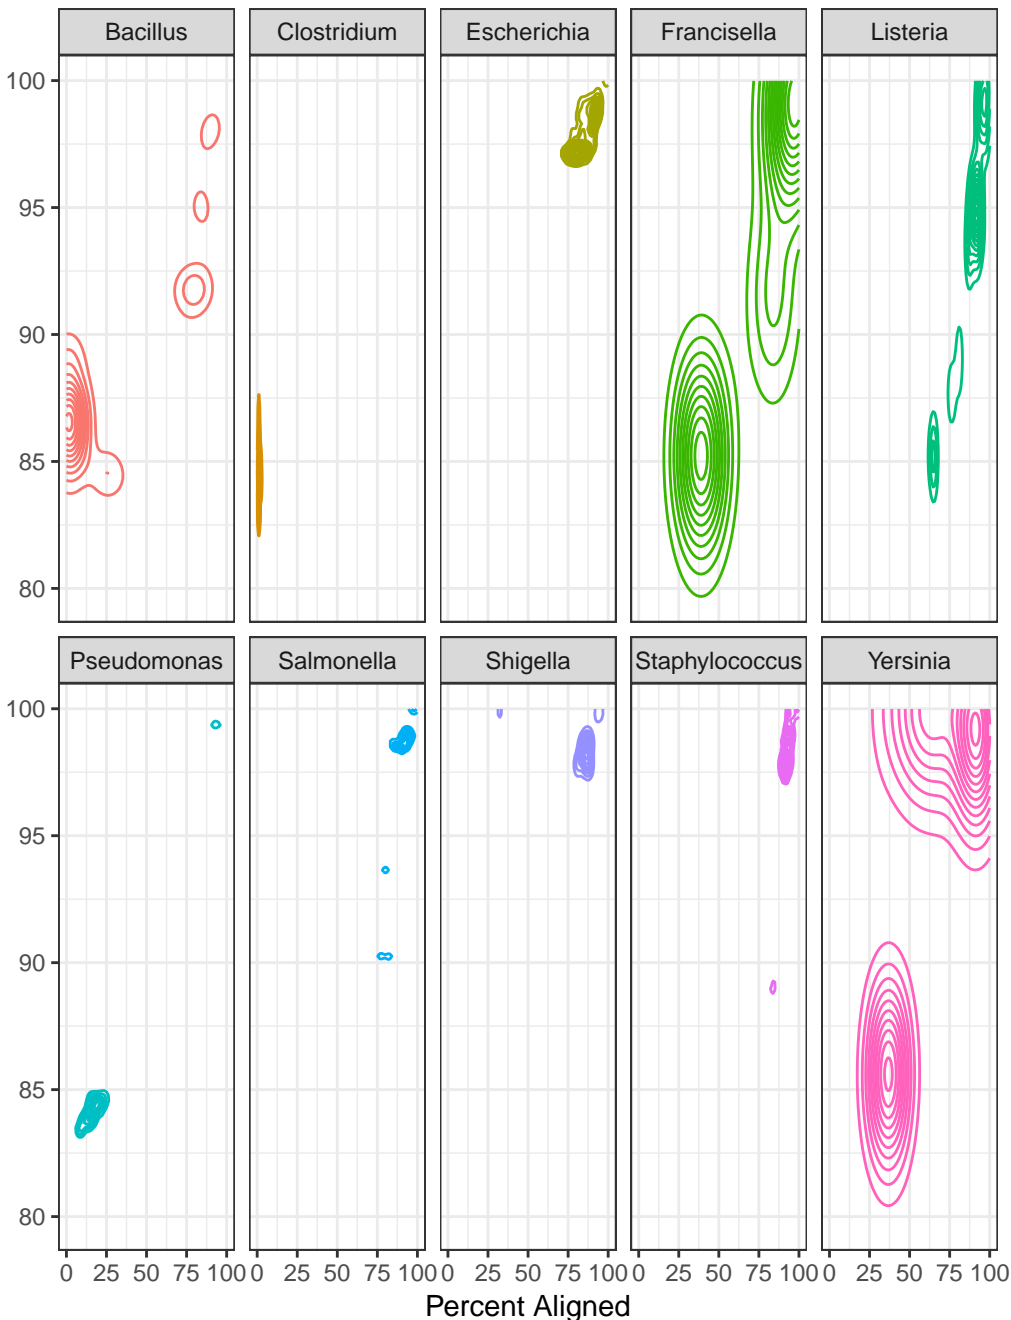 Bacillus Clostridium Escherichia Francisella Listeria
100
95
90
85
80
Pseudomonas Salmonella Shigella Staphylococcus Yersinia
100
95
90
85
80
0 25 50 75 100 0 25 50 75 100 0 25 50 75 100 0 25 50 75 100 0 25 50 75 100
Percent Aligned